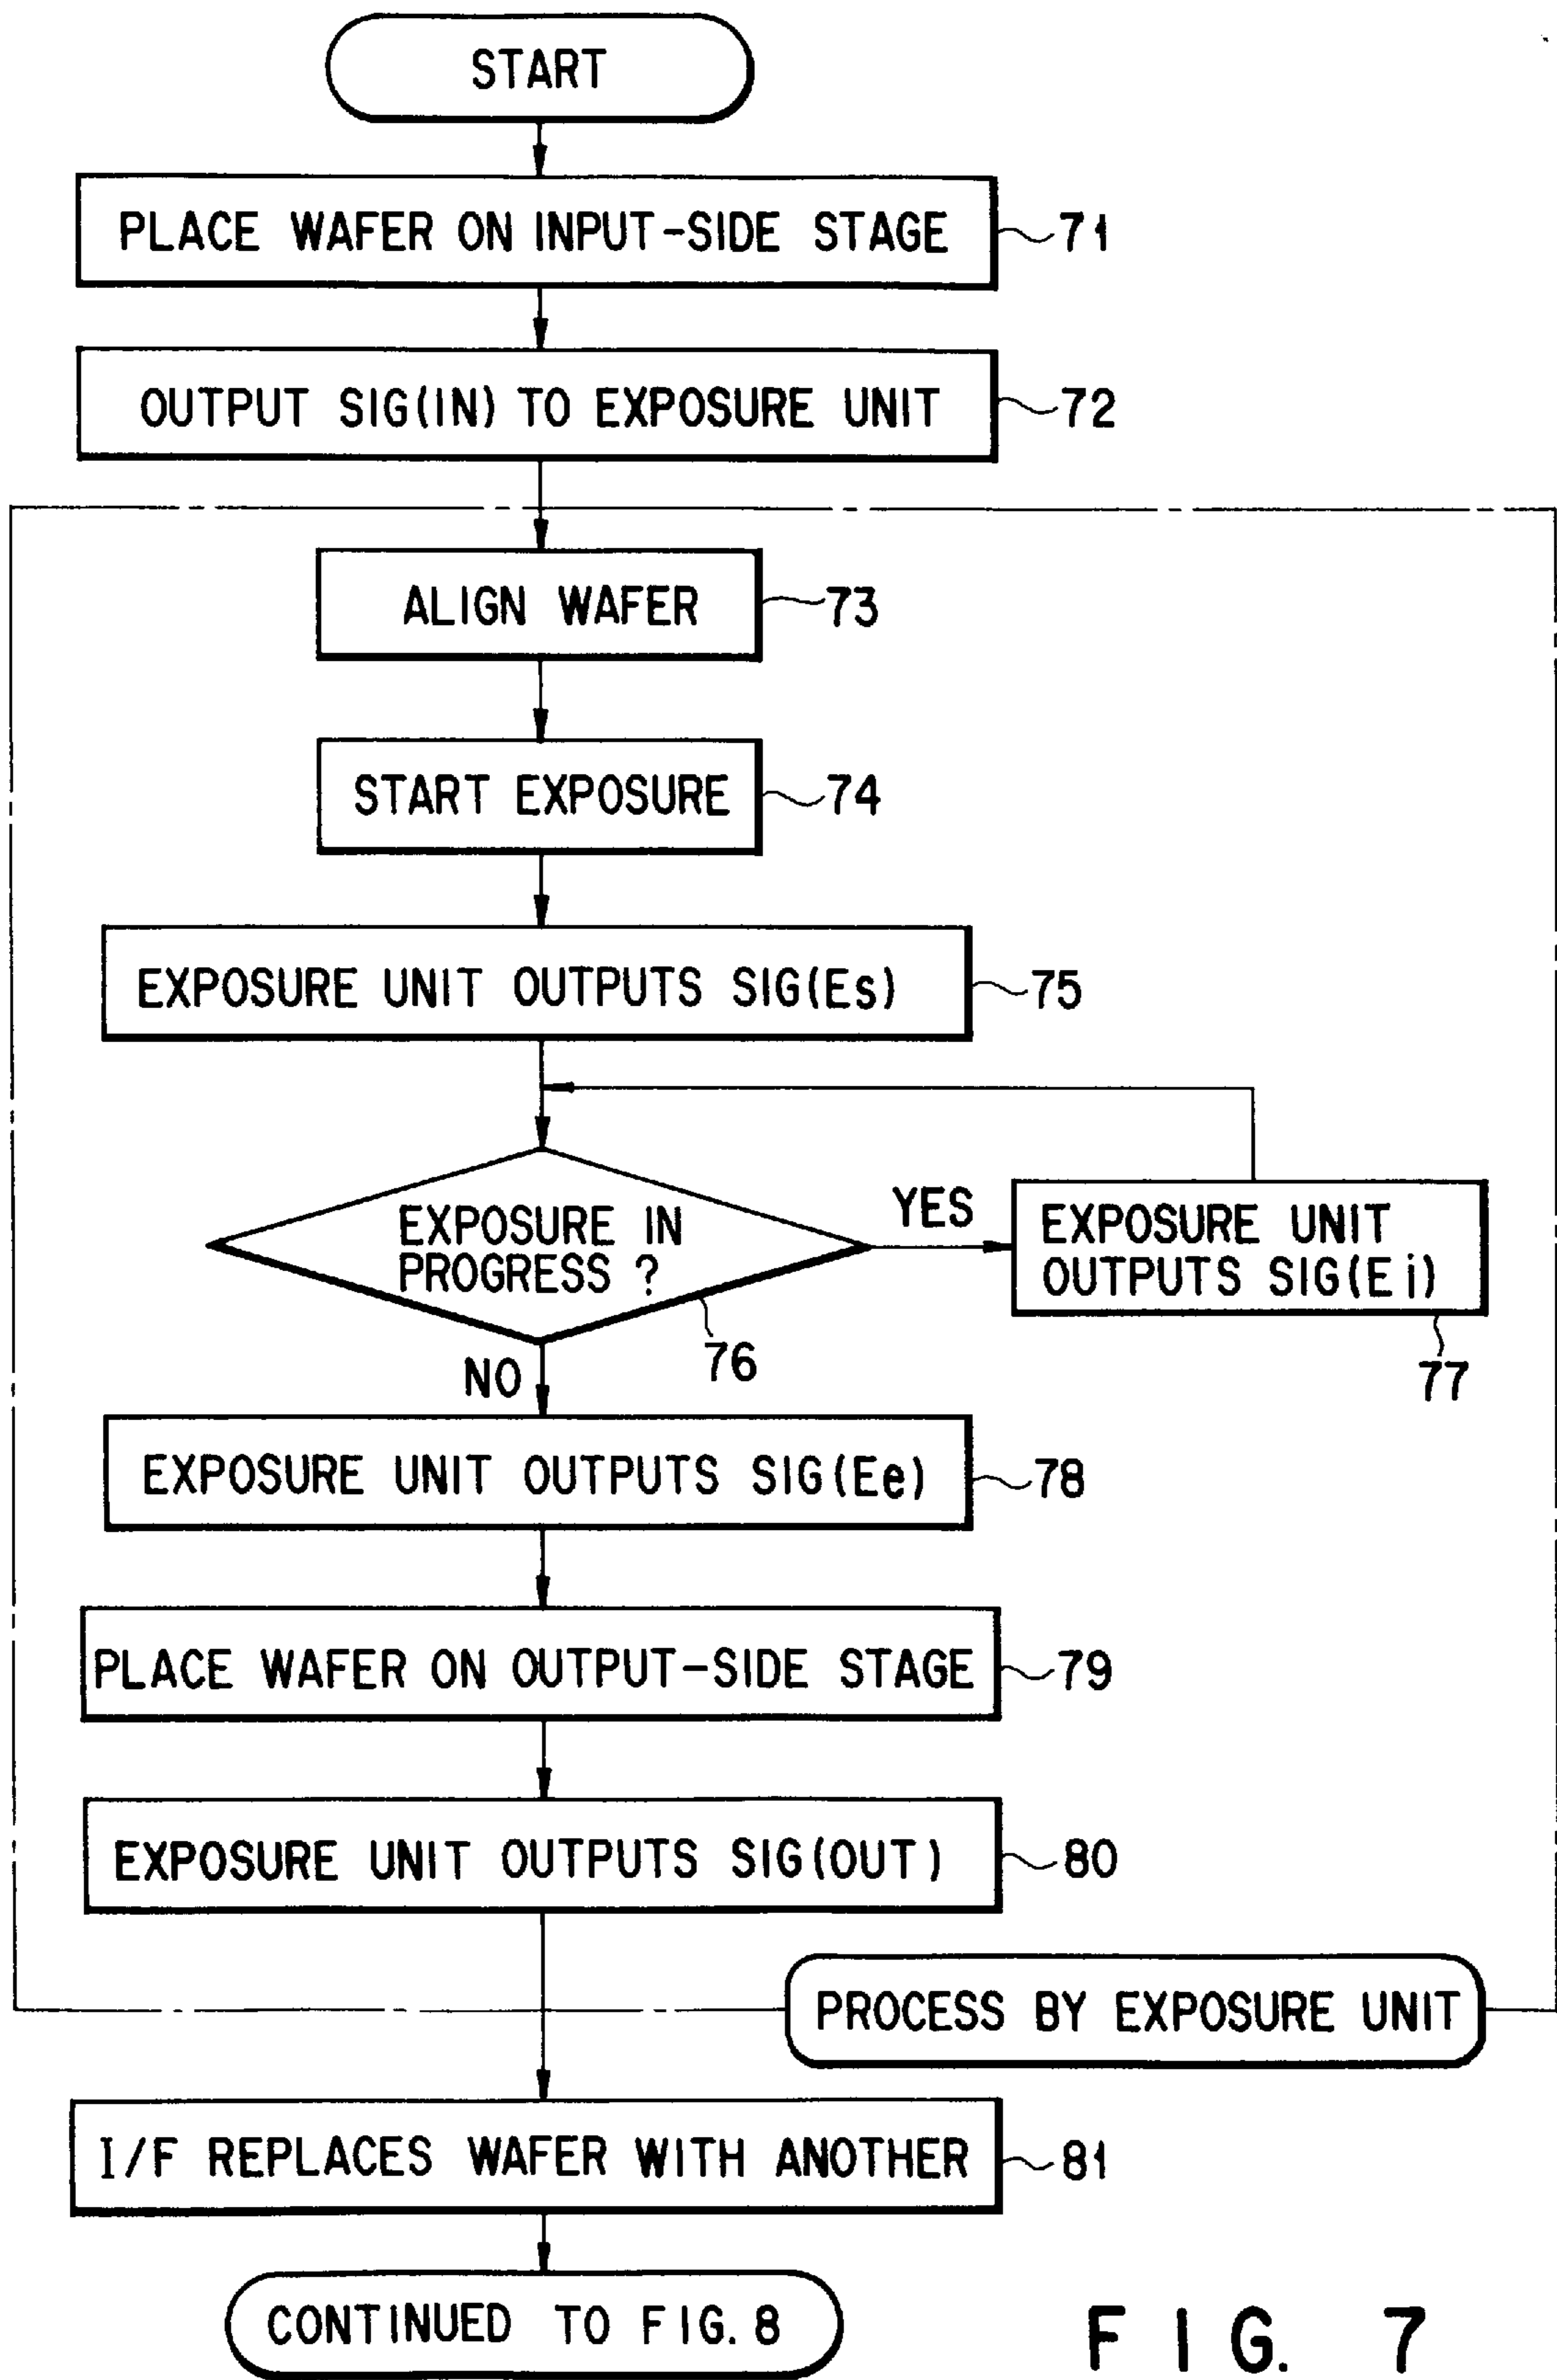 START
PLACE WAFER ON INPUT-SIDE STAGE
71
OUTPUT SIG(IN) TO EXPOSURE UNIT
72
ALIGN WAFER
73
START EXPOSURE
74
EXPOSURE UNIT OUTPUTS SIG(Es)
75
EXPOSURE IN
PROGRESS ?
76
YES
EXPOSURE UNIT
OUTPUTS SIG(Ei)
77
NO
EXPOSURE UNIT OUTPUTS SIG(Ee)
78
PLACE WAFER ON OUTPUT-SIDE STAGE
79
EXPOSURE UNIT OUTPUTS SIG(OUT)
80
PROCESS BY EXPOSURE UNIT
I/F REPLACES WAFER WITH ANOTHER
81
CONTINUED TO FIG. 8
FIG. 7